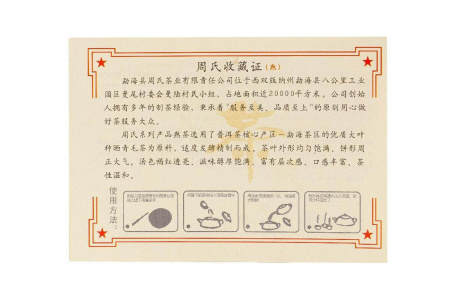 周氏收藏证（熟）
勐海县周氏茶业有限责任公司位于西双版纳州勐海县八公里工业
园区曼尾村委会曼陆村民小组，占地面积近20000平方米。公司创始
人拥有多年的制茶经验，秉承着"服务至美、品质至上"的原则用心做
好茶服务大众。
周氏系列产品熟茶选用了普洱茶核心产区—勐海茶区的优质大叶
种晒青毛茶为原料，适度发酵精制而成，茶叶外形均匀饱满、饼形周
正大气，汤色褐红透亮、滋味醇厚饱满，富有层次感、口感丰富、茶
性温和。
使用方法：